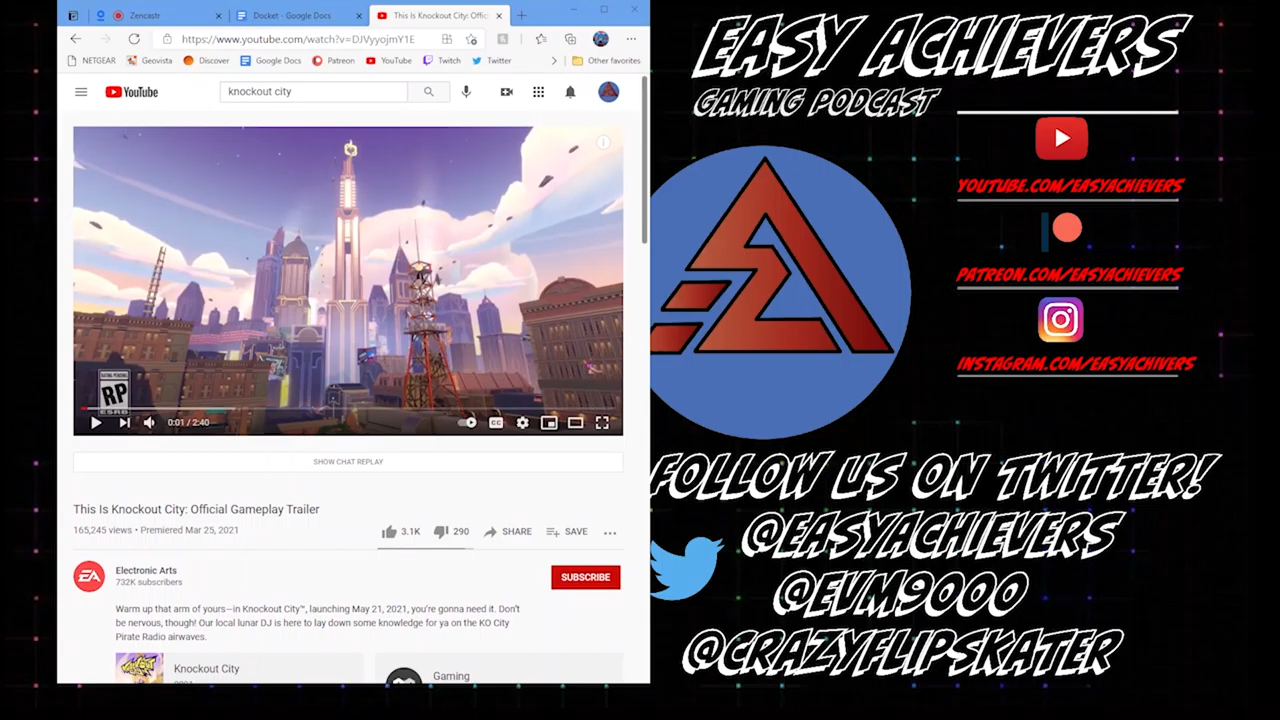 Zencastr
Docket - Google Docs
This Is Knockout City: Offic
https://www.youtube.com/watch?v=DJVyyojmY1E
NETGEAR
Geovista
Discover
Google Docs
Patreon
YouTube
Twitch
Twitter
Other favorites
YouTube
knockout city
RATING PENDING
RP
0:01 / 2:40
CC
SHOW CHAT REPLAY
This Is Knockout City: Official Gameplay Trailer
165,245 views • Premiered Mar 25, 2021
3.1K
290
SHARE
SAVE
EA
Electronic Arts
732K subscribers
SUBSCRIBE
Warm up that arm of yours—in Knockout City™, launching May 21, 2021, you're gonna need it. Don't
be nervous, though! Our local lunar DJ is here to lay down some knowledge for ya on the KO City
Pirate Radio airwaves.
Knockout City
Gaming
EASY ACHIEVERS
GAMING PODCAST
YOUTUBE.COM/EASYACHIEVERS
PATREON.COM/EASYACHIEVERS
INSTAGRAM.COM/EASYACHIVERS
FOLLOW US ON TWITTER!
@EASYACHIEVERS
@EVM9000
@CRAZYFLIPSKATER